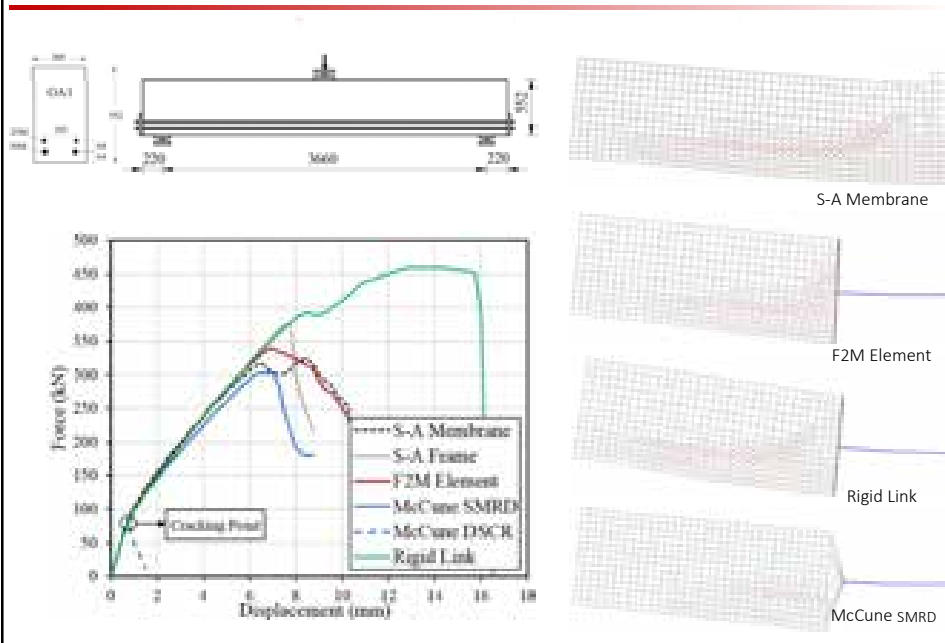 OA1
552
220
3660
220
S-A Membrane
F2M Element
Rigid Link
McCune SMRD
500
450
400
350
300
250
200
150
100
50
0
Force (kN)
Cracking Point
S-A Membrane
S-A Frame
F2M Element
McCune SMRD
McCune DSCR
Rigid Link
0 2 4 6 8 10 12 14 16 18
Displacement (mm)